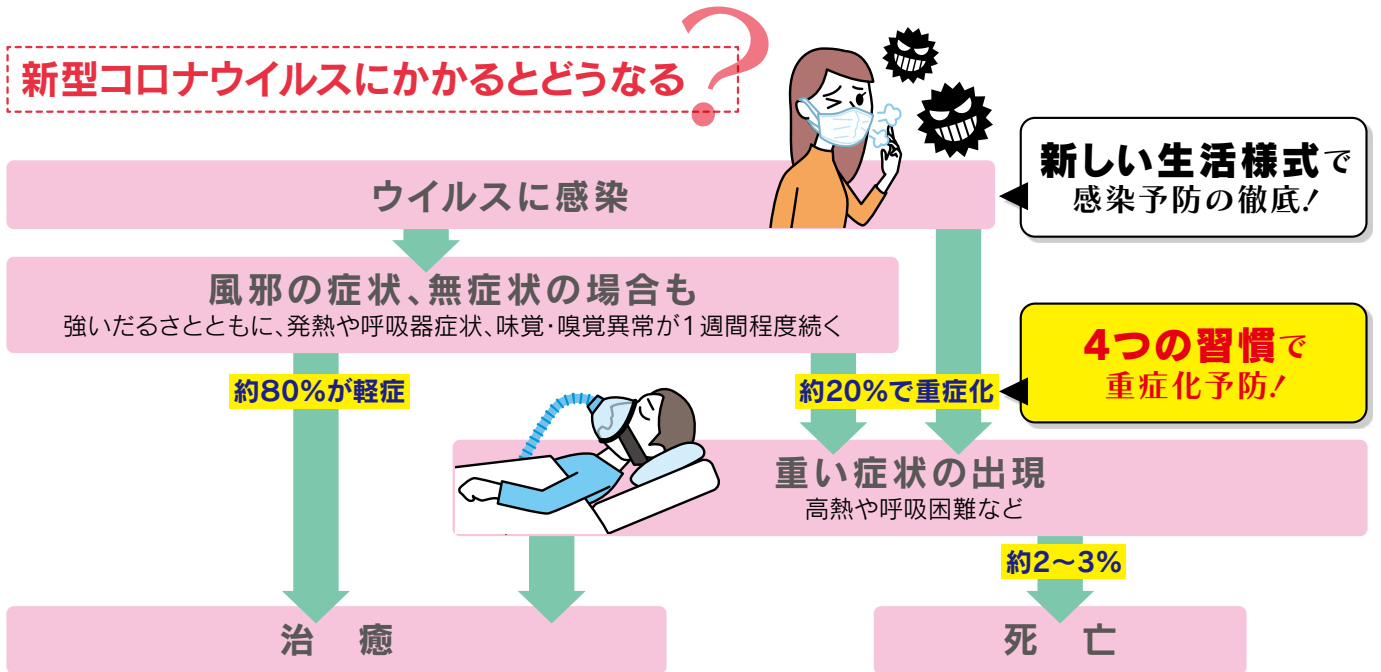 新型コロナウイルスにかかるとどうなる?
ウイルスに感染
新しい生活様式で
感染予防の徹底!
風邪の症状、無症状の場合も
強いだるさとともに、発熱や呼吸器症状、味覚・嗅覚異常が1週間程度続く
約80%が軽症
約20%で重症化
4つの習慣で
重症化予防!
重い症状の出現
高熱や呼吸困難など
約2〜3%
治 癒
死 亡